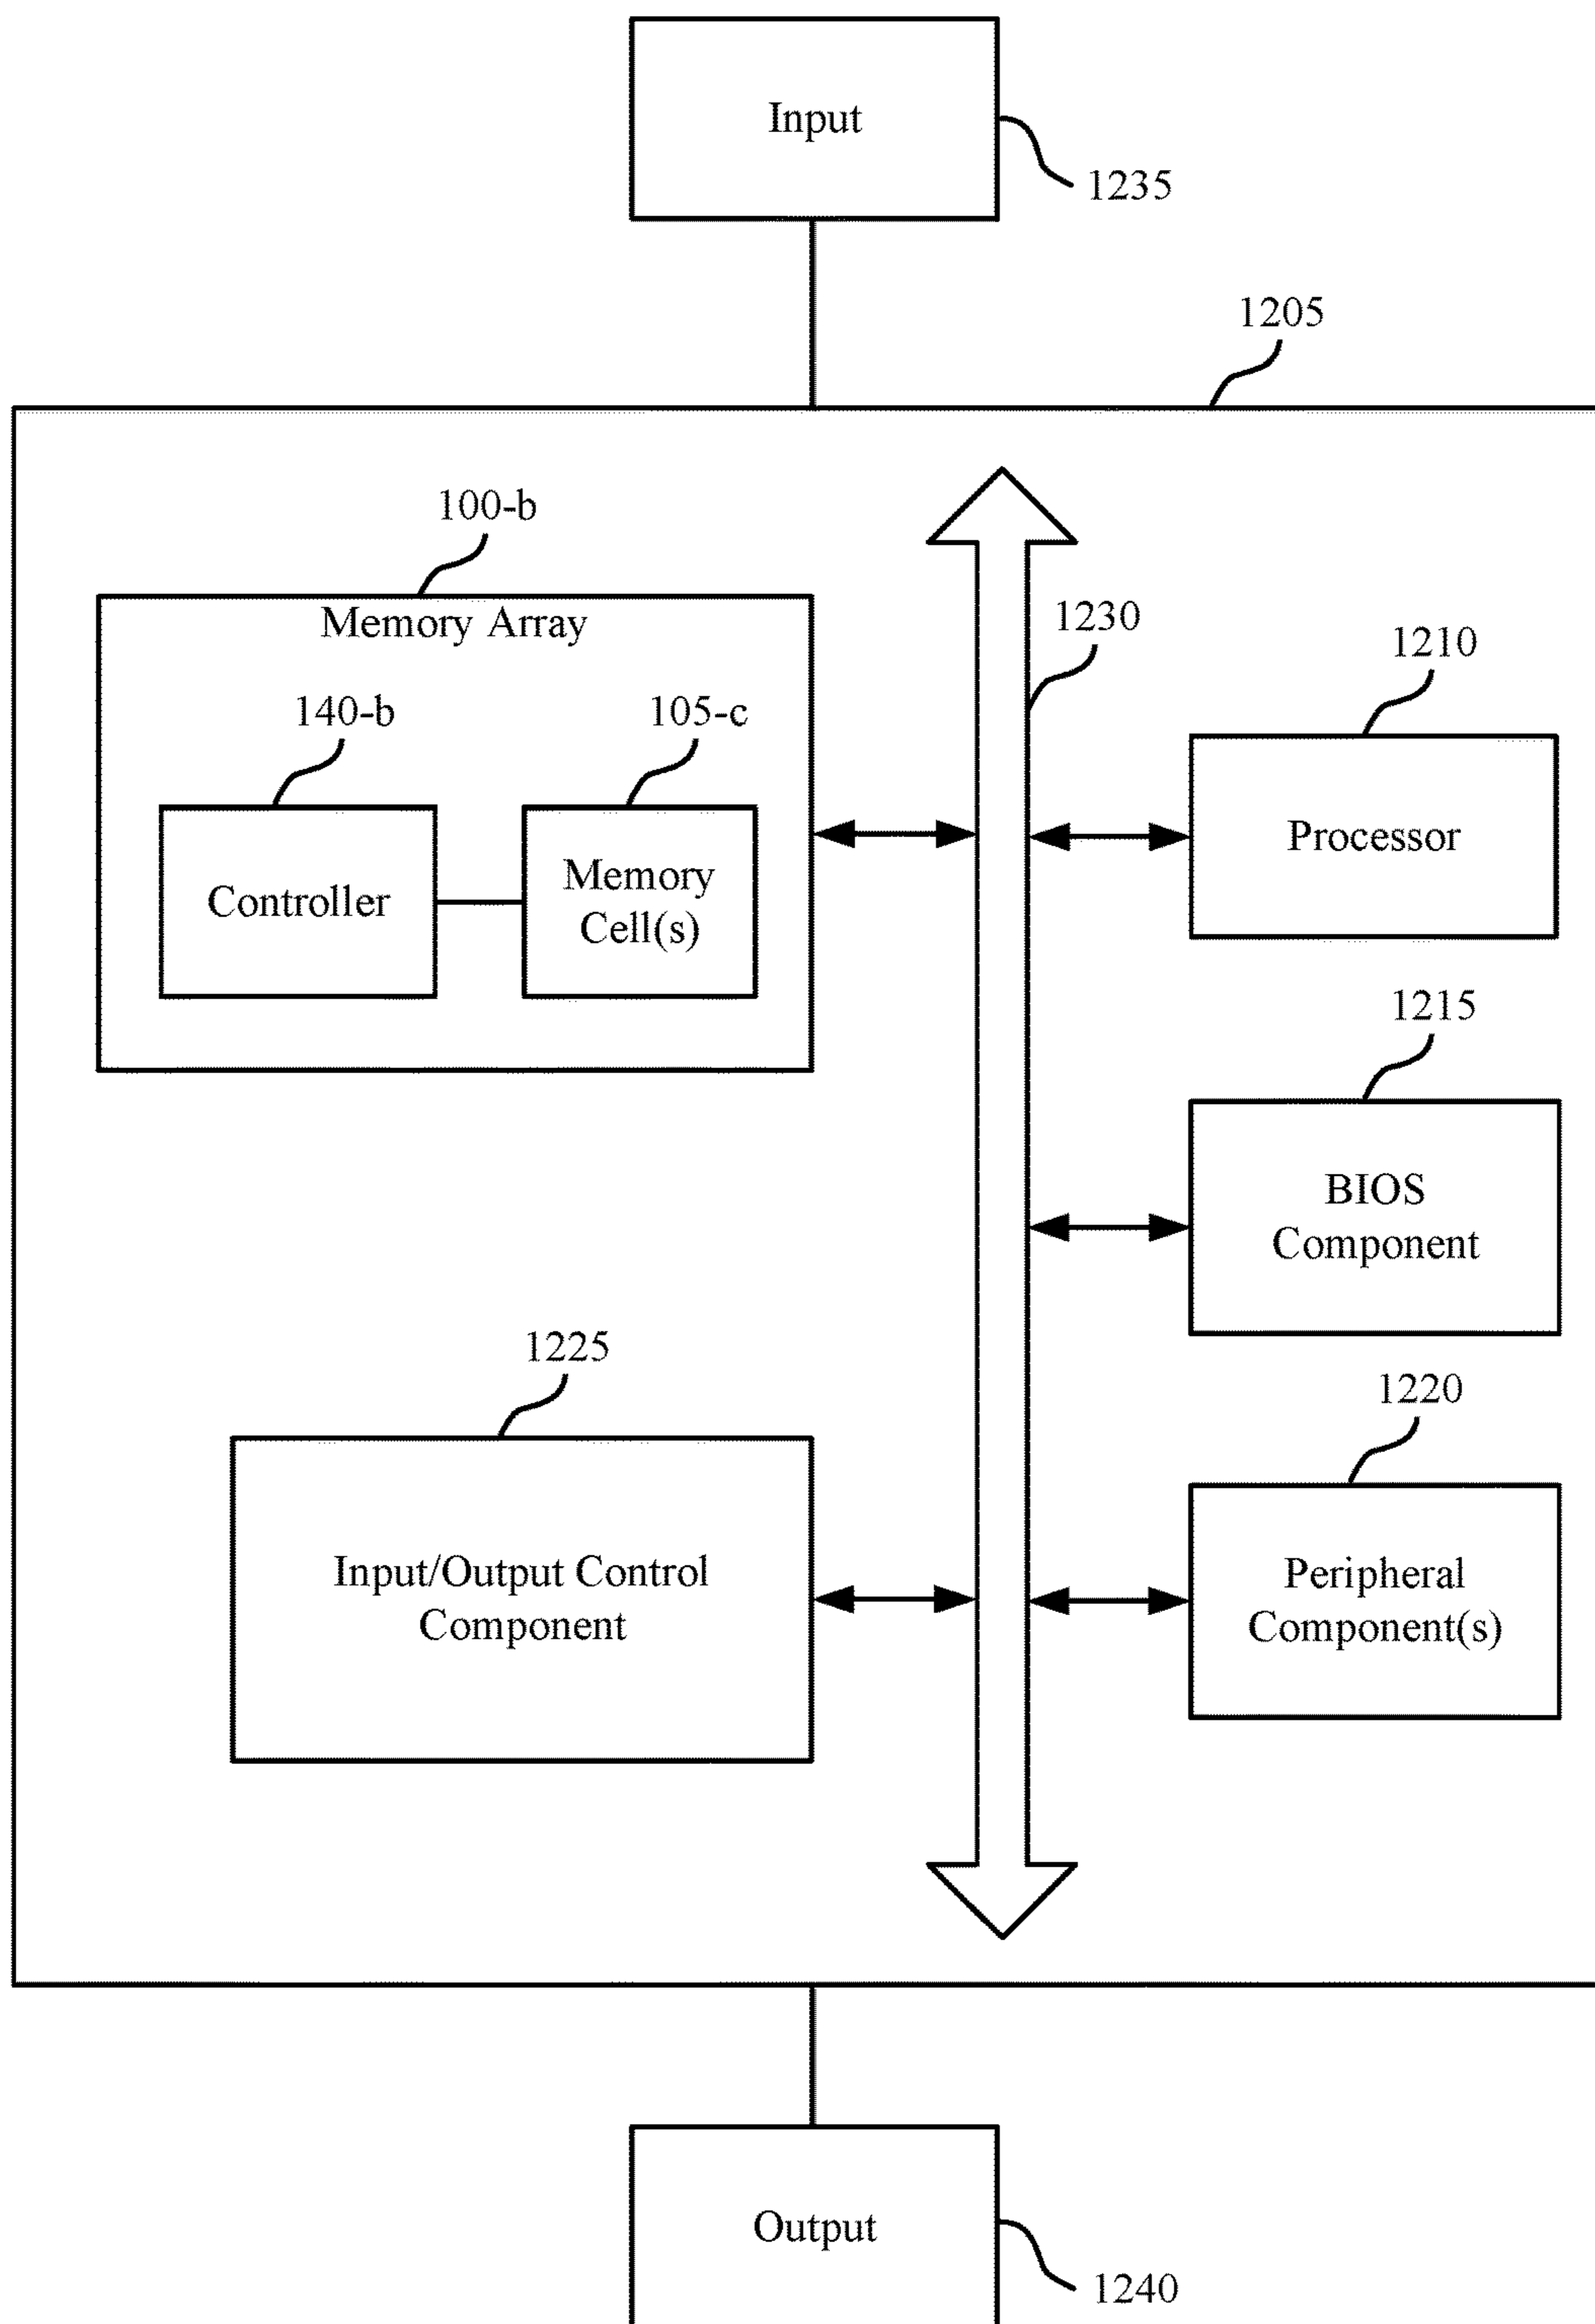 Input
1235
1205
100-b
Memory Array
1230
1210
140-b
105-c
Processor
Controller
Memory
Cell(s)
1215
BIOS
Component
1225
1220
Input/Output Control
Component
Peripheral
Component(s)
Output
1240